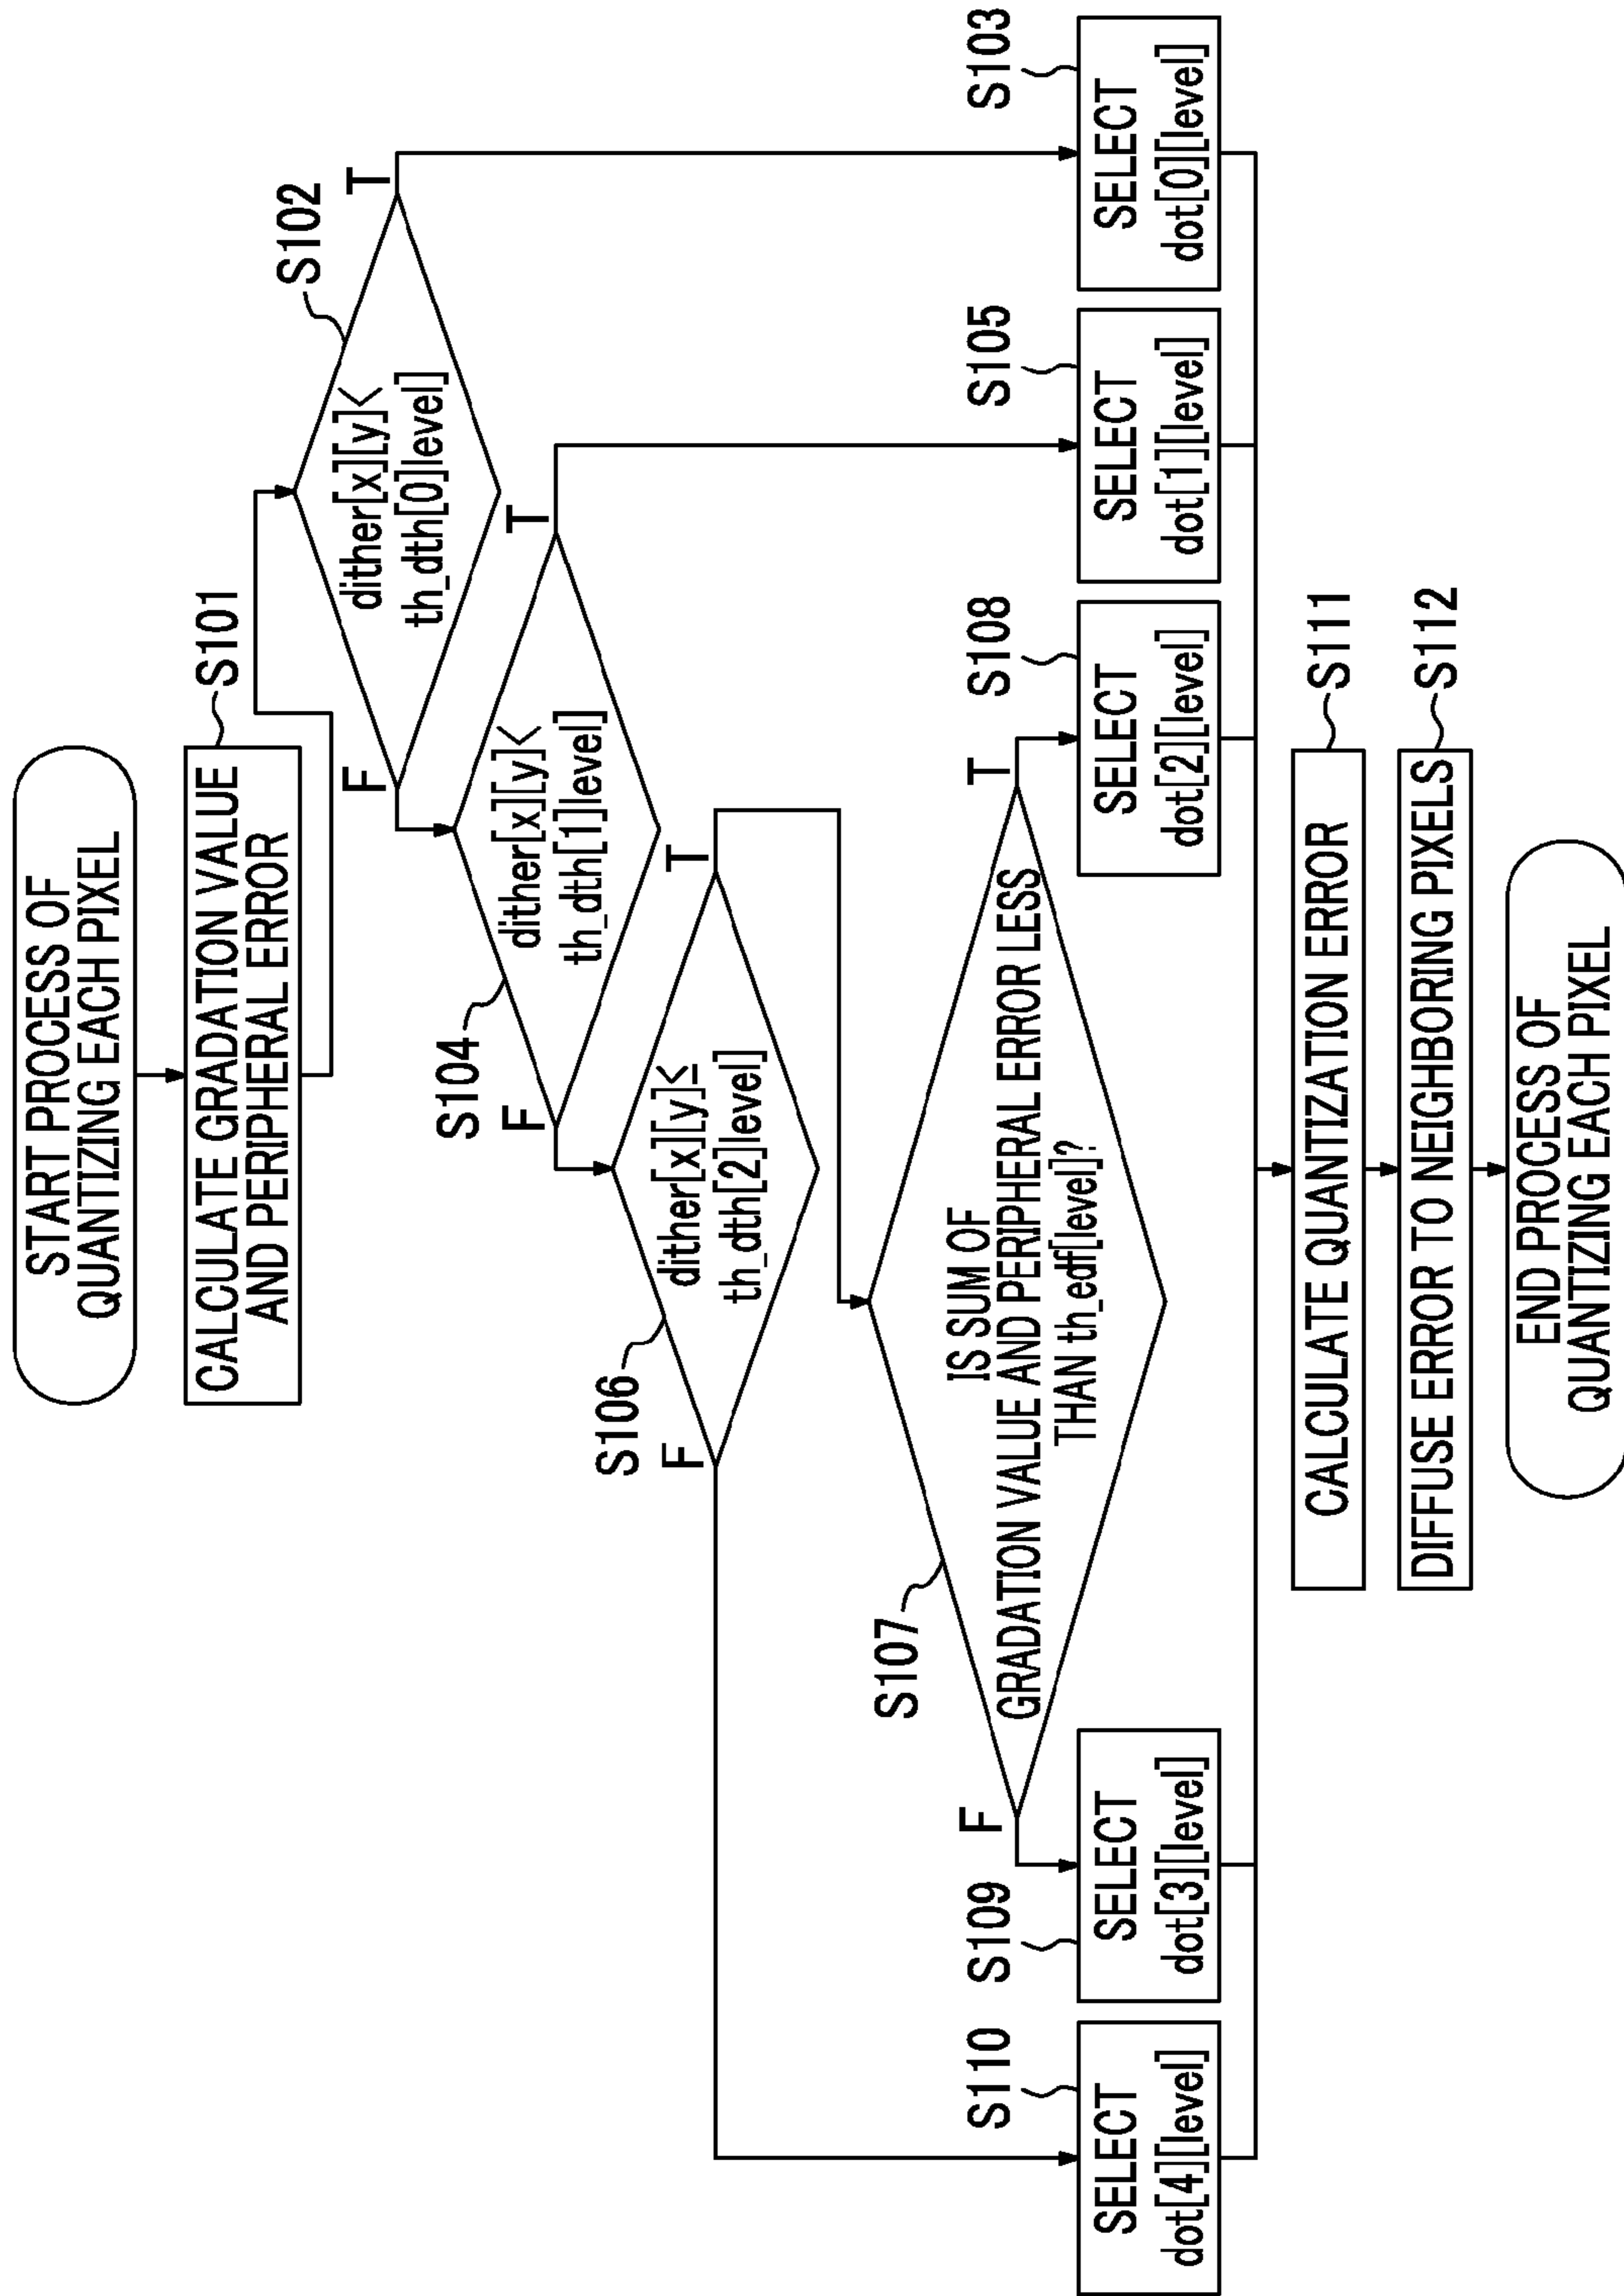 START PROCESS OF
QUANTIZING EACH PIXEL
CALCULATE GRADATION VALUE
AND PERIPHERAL ERROR
S101
dither[x][y]<
th_dth[0]level]
S102
F
T
dither[x][y]<
th_dth[1]level]
S104
F
T
dither[x][y]≤
th_dth[2]level]
S106
F
T
IS SUM OF
GRADATION VALUE AND PERIPHERAL ERROR LESS
THAN th_edf[level]?
S107
F
T
S110
SELECT
dot[4][level]
S109
SELECT
dot[3][level]
S108
SELECT
dot[2][level]
S105
SELECT
dot[1][level]
S103
SELECT
dot[0][level]
CALCULATE QUANTIZATION ERROR
S111
DIFFUSE ERROR TO NEIGHBORING PIXELS
S112
END PROCESS OF
QUANTIZING EACH PIXEL